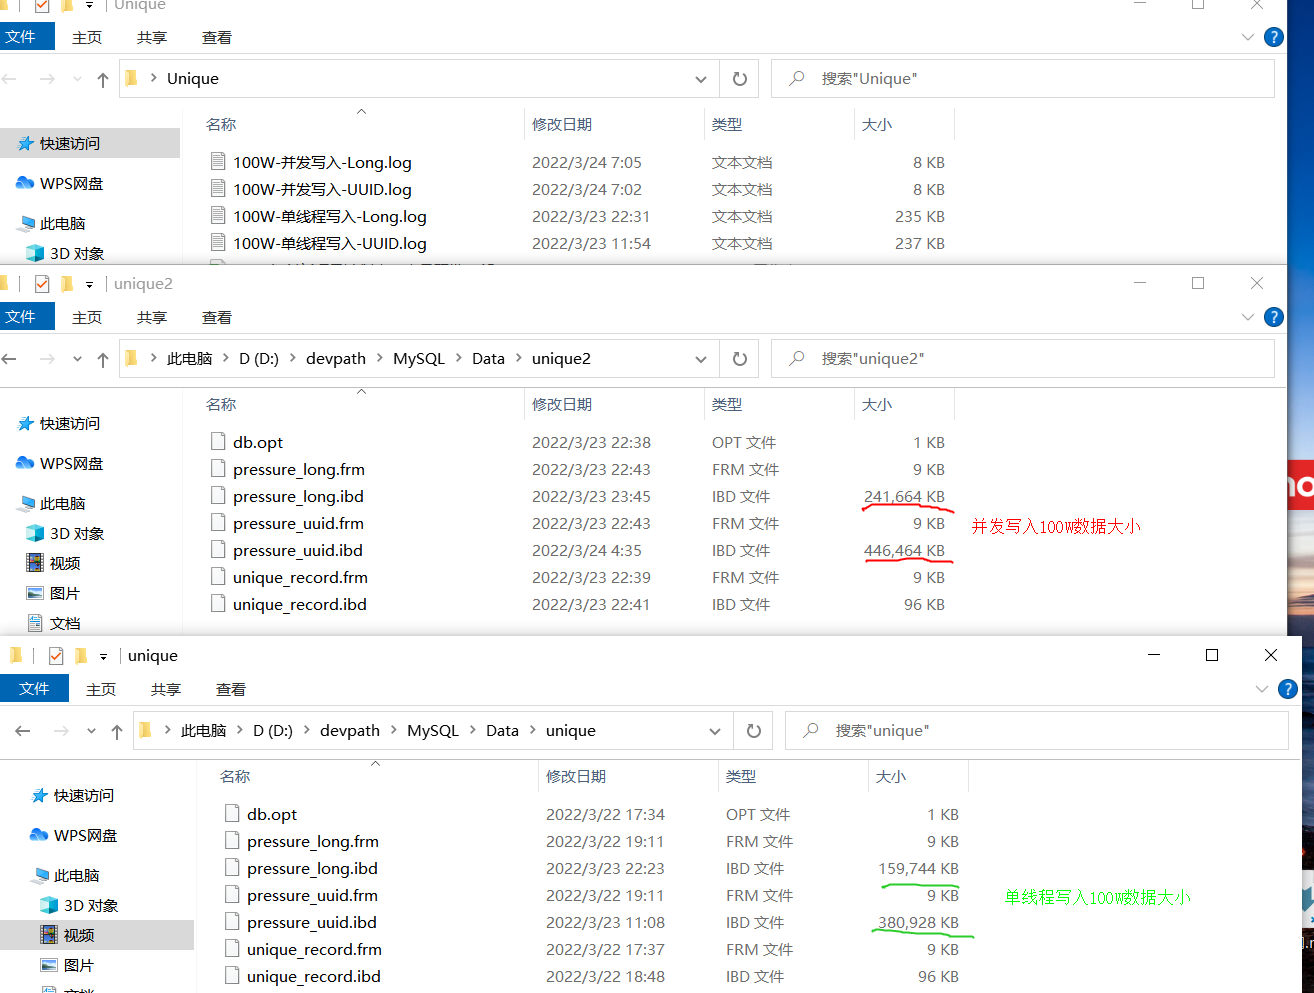 Unique
文件 主页 共享 查看
Unique 搜索"Unique"
名称 修改日期 类型 大小
快速访问
WPS网盘
此电脑
3D 对象
100W-并发写入-Long.log 2022/3/24 7:05 文本文档 8 KB
100W-并发写入-UUID.log 2022/3/24 7:02 文本文档 8 KB
100W-单线程写入-Long.log 2022/3/23 22:31 文本文档 235 KB
100W-单线程写入-UUID.log 2022/3/23 11:54 文本文档 237 KB
unique2
文件 主页 共享 查看
此电脑 D (D:) devpath MySQL Data unique2 搜索"unique2"
名称 修改日期 类型 大小
快速访问
WPS网盘
此电脑
3D 对象
视频
图片
文档
db.opt 2022/3/23 22:38 OPT 文件 1 KB
pressure_long.frm 2022/3/23 22:43 FRM 文件 9 KB
pressure_long.ibd 2022/3/23 23:45 IBD 文件 241,664 KB
pressure_uuid.frm 2022/3/23 22:43 FRM 文件 9 KB
并发写入100W数据大小
pressure_uuid.ibd 2022/3/24 4:35 IBD 文件 446,464 KB
unique_record.frm 2022/3/23 22:39 FRM 文件 9 KB
unique_record.ibd 2022/3/23 22:41 IBD 文件 96 KB
unique
文件 主页 共享 查看
此电脑 D (D:) devpath MySQL Data unique 搜索"unique"
名称 修改日期 类型 大小
快速访问
WPS网盘
此电脑
3D 对象
视频
图片
db.opt 2022/3/22 17:34 OPT 文件 1 KB
pressure_long.frm 2022/3/22 19:11 FRM 文件 9 KB
pressure_long.ibd 2022/3/23 22:23 IBD 文件 159,744 KB
pressure_uuid.frm 2022/3/22 19:11 FRM 文件 9 KB
单线程写入100W数据大小
pressure_uuid.ibd 2022/3/23 11:08 IBD 文件 380,928 KB
unique_record.frm 2022/3/22 17:37 FRM 文件 9 KB
unique_record.ibd 2022/3/22 18:48 IBD 文件 96 KB